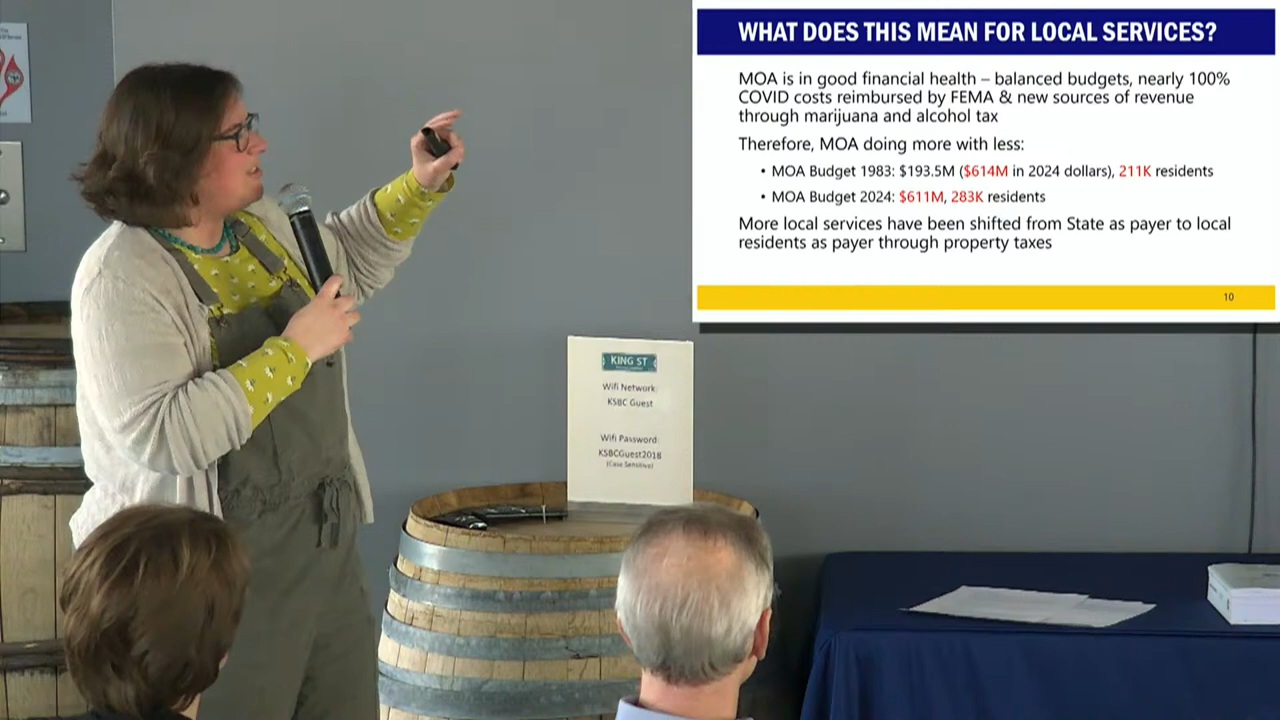 WHAT DOES THIS MEAN FOR LOCAL SERVICES?
MOA is in good financial health – balanced budgets, nearly 100%
COVID costs reimbursed by FEMA & new sources of revenue
through marijuana and alcohol tax
Therefore, MOA doing more with less:
• MOA Budget 1983: $193.5M ($614M in 2024 dollars), 211K residents
• MOA Budget 2024: $611M, 283K residents
More local services have been shifted from State as payer to local
residents as payer through property taxes
10
KING ST
Wifi Network:
KSBC Guest
Wifi Password:
KSBCGuest2018
(Case Sensitive)